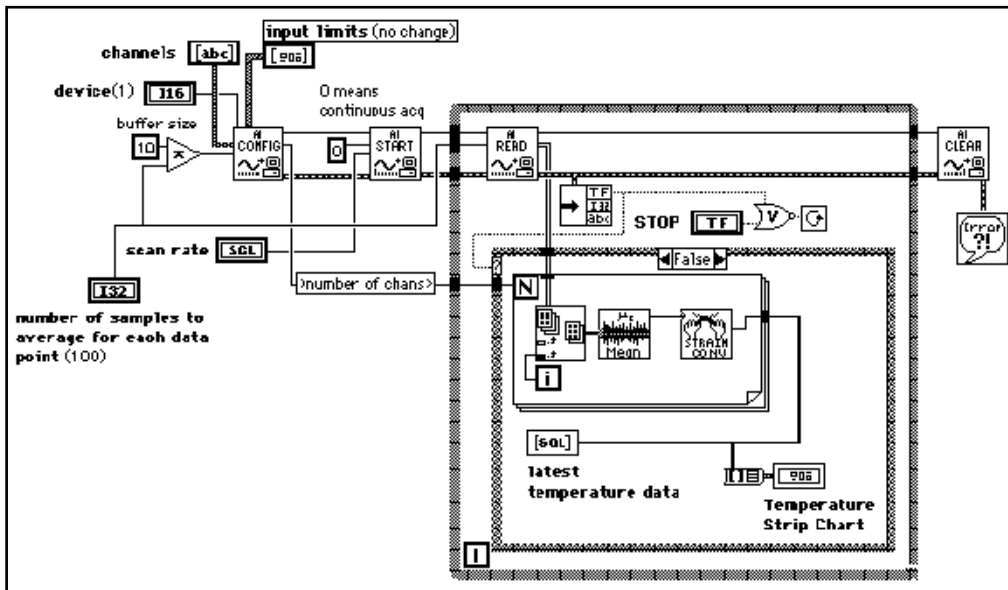 input limits (no change)
channels
[abc]
device(1)
I16
0 means
continuous acq
buffer size
10
AI
CONFIG
0
AI
START
AI
READ
AI
CLEAR
TF
I32
abc
STOP
TF
V
Error
?!
scan rate
SGL
False
>number of chans>
N
I32
number of samples to
average for each data
point (100)
Mean
STRAIN
CONV
i
[SGL]
latest
temperature data
Temperature
Strip Chart